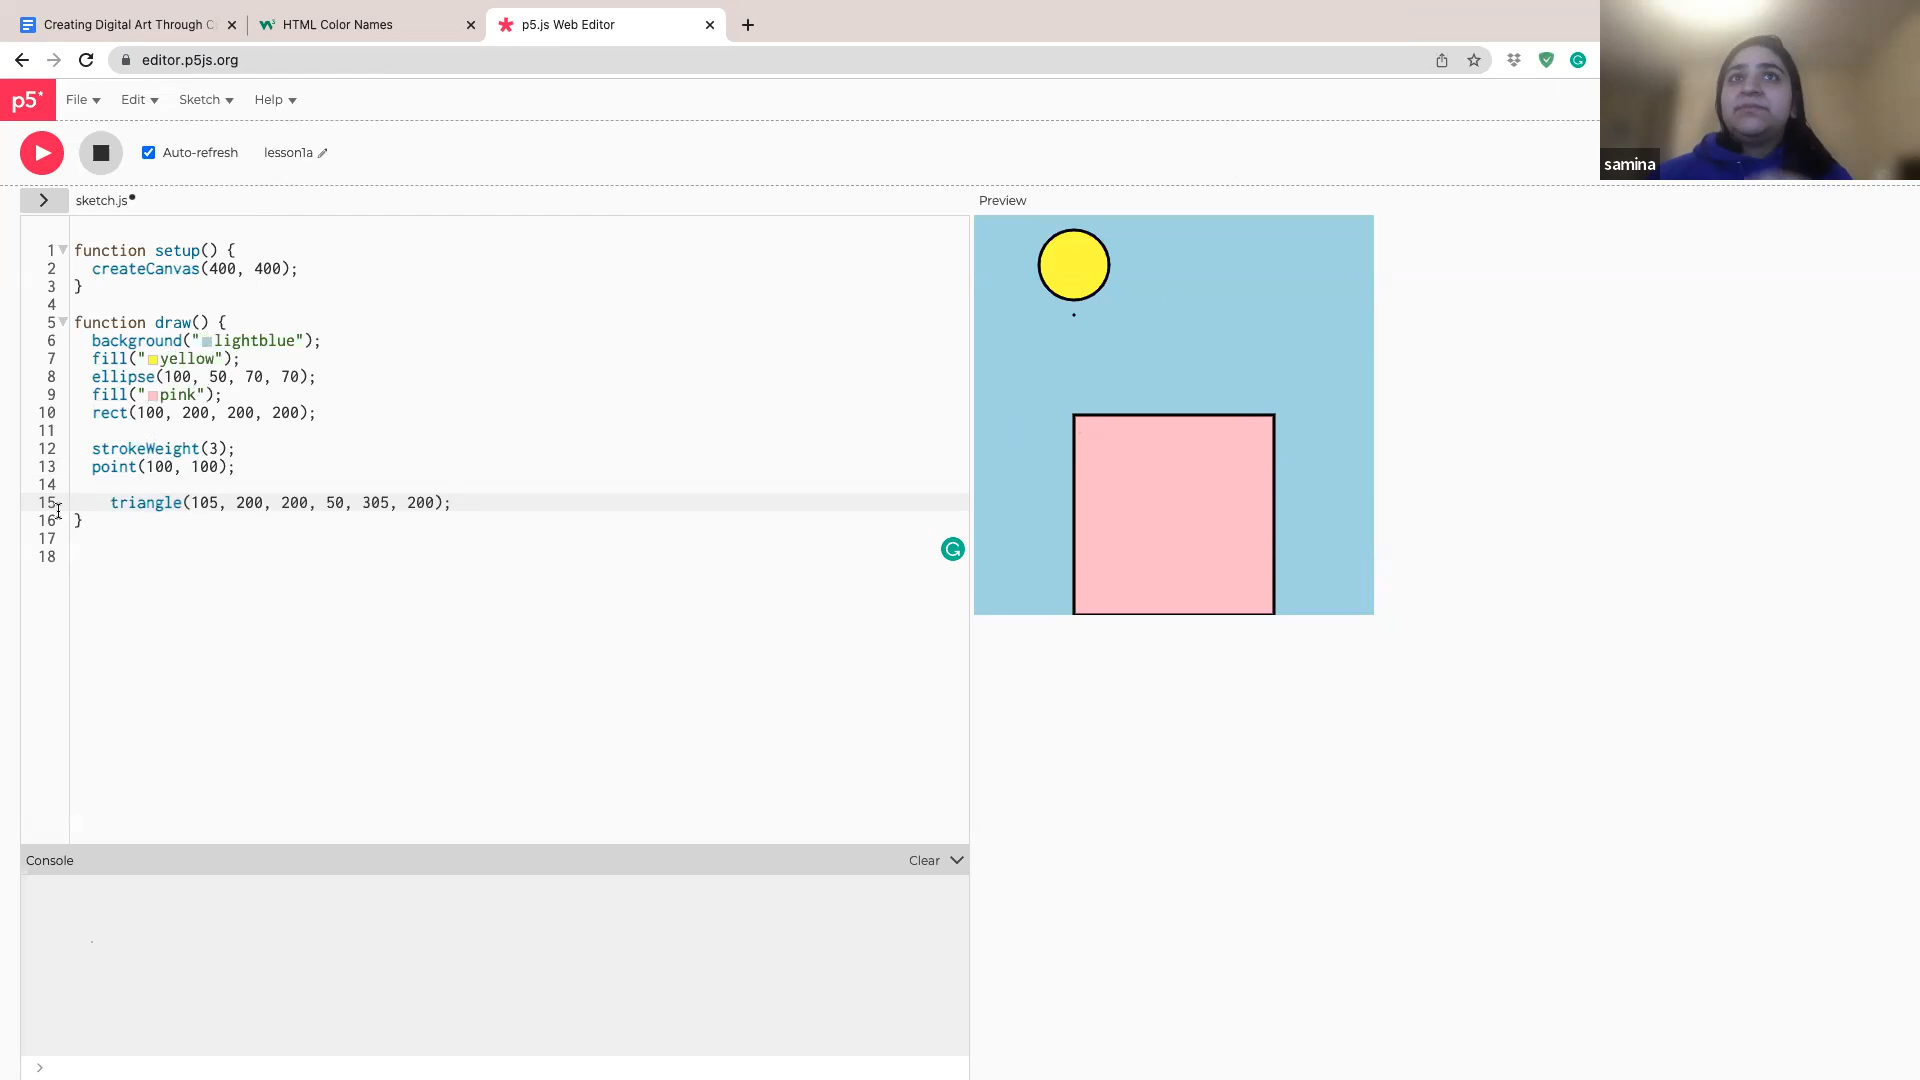 Creating Digital Art Through C
HTML Color Names
p5.js Web Editor
editor.p5js.org
p5* File Edit Sketch Help
Auto-refresh lesson1a
samina
sketch.js
Preview
1 function setup() {
2 createCanvas(400, 400);
3 }
4
5 function draw() {
6 background("lightblue");
7 fill("yellow");
8 ellipse(100, 50, 70, 70);
9 fill("pink");
10 rect(100, 200, 200, 200);
11
12 strokeWeight(3);
13 point(100, 100);
14
15 triangle(105, 200, 200, 50, 305, 200);
16 }
17
18
Console
Clear
>